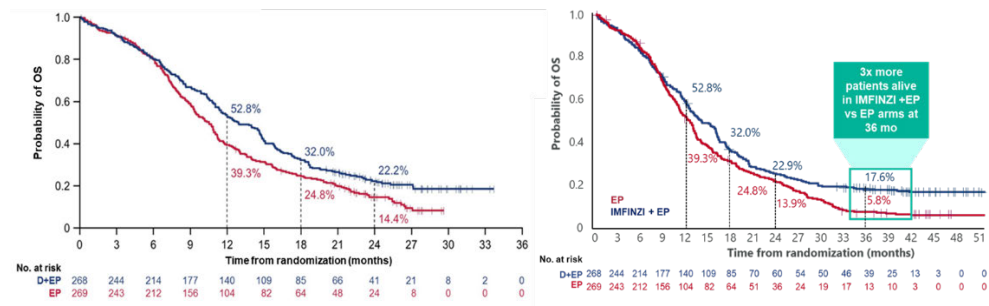 Probability of OS
1.0
0.8
0.6
0.4
0.2
0
52.8%
39.3%
32.0%
24.8%
22.2%
14.4%
0 3 6 9 12 15 18 21 24 27 30 33 36
Time from randomization (months)
No. at risk
D+EP 268 244 214 177 140 109 85 66 41 21 8 2 0
EP 269 243 212 156 104 82 64 48 24 8 0 0 0
Probability of OS
1.0
0.8
0.6
0.4
0.2
0
52.8%
39.3%
32.0%
24.8%
22.9%
13.9%
17.6%
5.8%
3x more
patients alive
in IMFINZI +EP
vs EP arms at
36 mo
EP
IMFINZI + EP
0 3 6 9 12 15 18 21 24 27 30 33 36 39 42 45 48 51
Time from randomization (months)
No. at risk
D+EP 268 244 214 177 140 109 85 70 60 54 50 46 39 25 13 3 0 0
EP 269 243 212 156 104 82 64 51 36 24 19 17 13 10 3 0 0 0